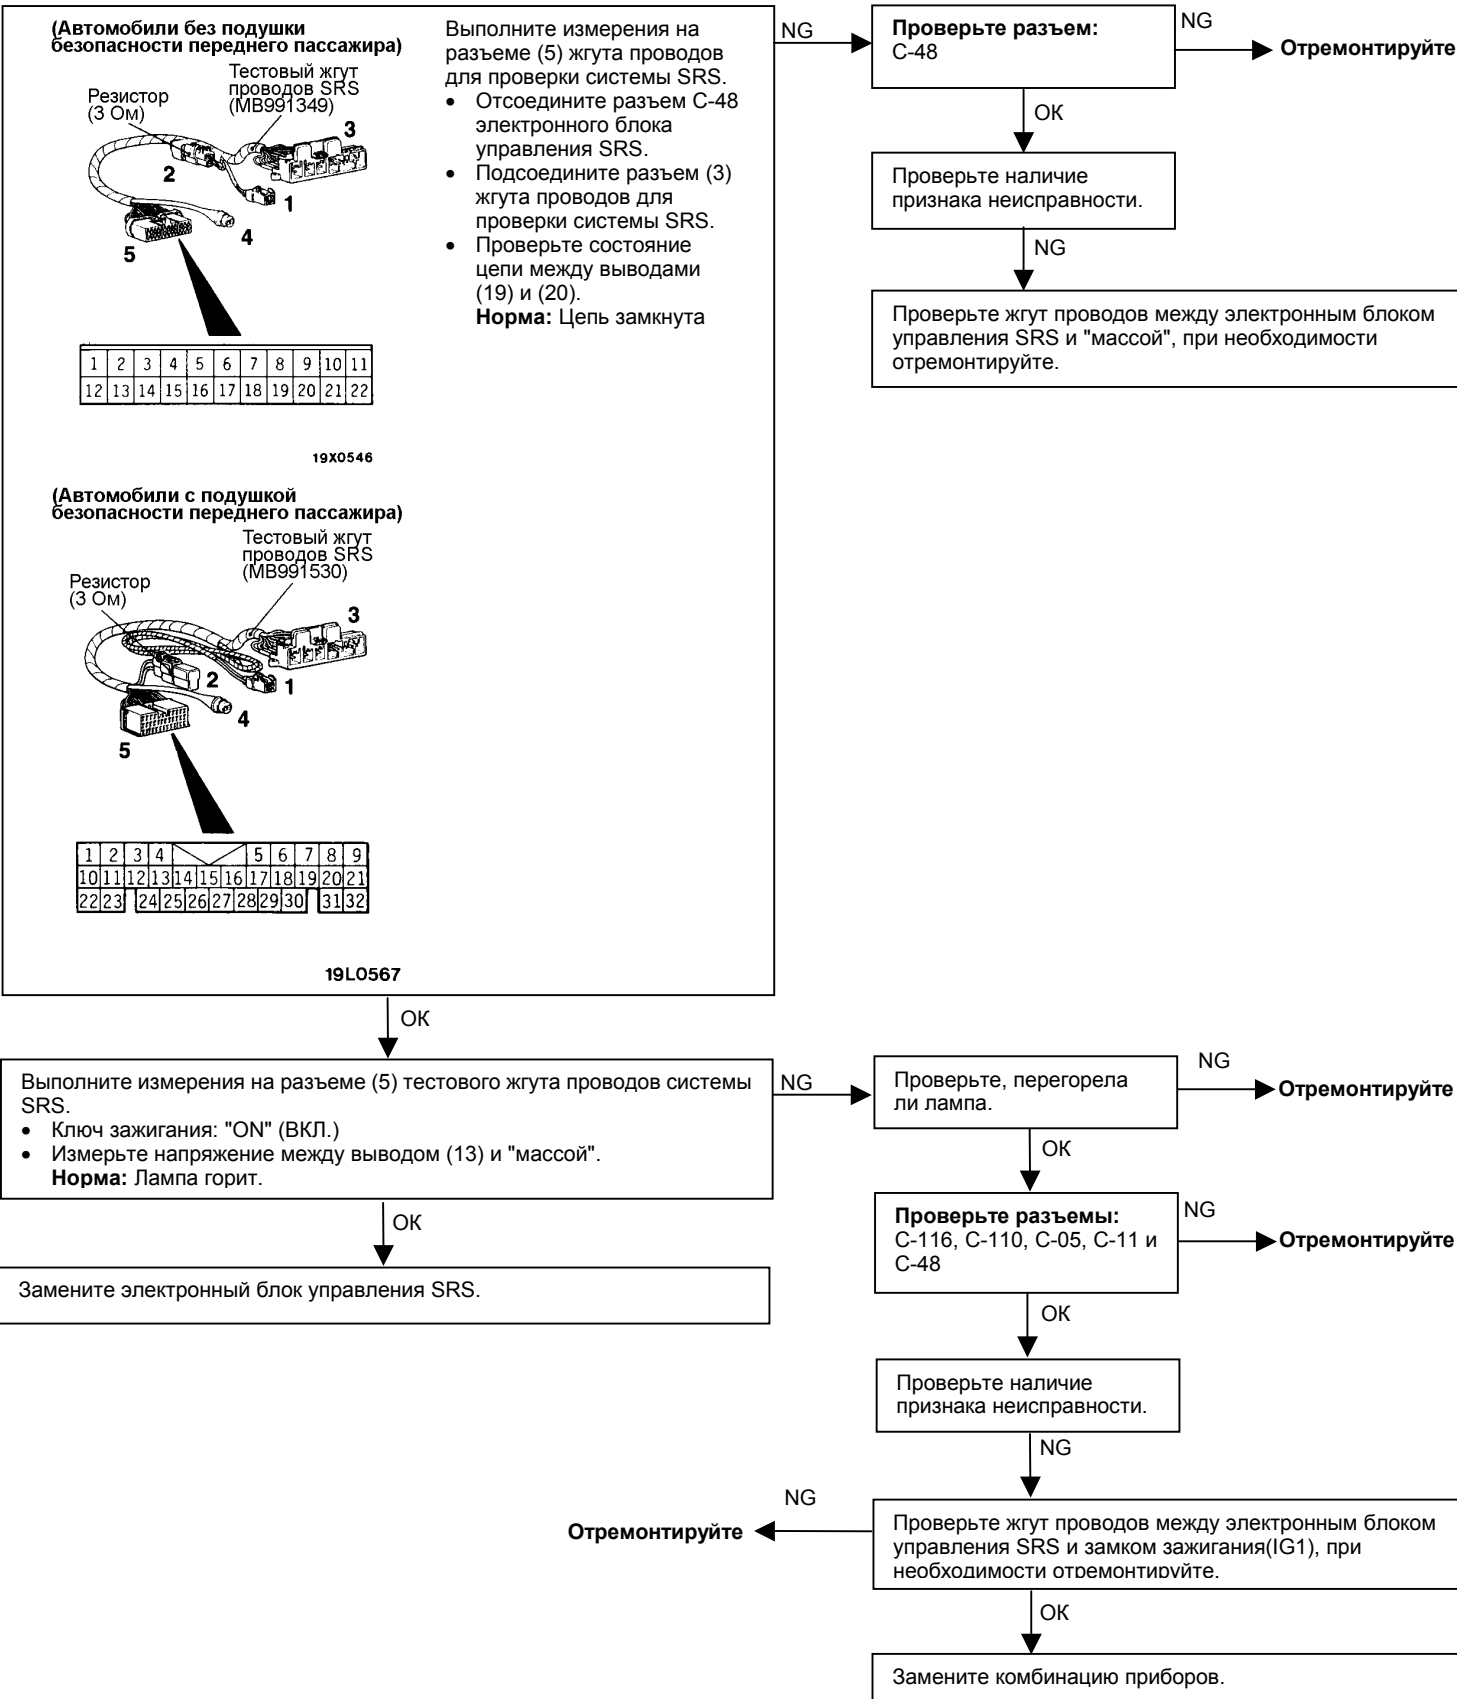 (Автомобили без подушки
безопасности переднего пассажира)
Тестовый жгут
проводов SRS
(MB991349)
Резистор
(3 Ом)
3
2
1
4
5
1 2 3 4 5 6 7 8 9 10 11
12 13 14 15 16 17 18 19 20 21 22
19X0546
(Автомобили с подушкой
безопасности переднего пассажира)
Тестовый жгут
проводов SRS
(MB991530)
Резистор
(3 Ом)
3
2
1
4
5
1 2 3 4 5 6 7 8 9
10 11 12 13 14 15 16 17 18 19 20 21
22 23 24 25 26 27 28 29 30 31 32
19L0567
Выполните измерения на
разъеме (5) жгута проводов
для проверки системы SRS.
• Отсоедините разъем С-48
электронного блока
управления SRS.
• Подсоедините разъем (3)
жгута проводов для
проверки системы SRS.
• Проверьте состояние
цепи между выводами
(19) и (20).
Норма: Цепь замкнута
NG
Проверьте разъем:
С-48
NG
Отремонтируйте
ОК
Проверьте наличие
признака неисправности.
NG
Проверьте жгут проводов между электронным блоком
управления SRS и "массой", при необходимости
отремонтируйте.
ОК
Выполните измерения на разъеме (5) тестового жгута проводов системы
SRS.
• Ключ зажигания: "ON" (ВКЛ.)
• Измерьте напряжение между выводом (13) и "массой".
Норма: Лампа горит.
NG
Проверьте, перегорела
ли лампа.
NG
Отремонтируйте
ОК
ОК
Замените электронный блок управления SRS.
Проверьте разъемы:
С-116, С-110, С-05, С-11 и
С-48
NG
Отремонтируйте
ОК
Проверьте наличие
признака неисправности.
NG
NG
Отремонтируйте
Проверьте жгут проводов между электронным блоком
управления SRS и замком зажигания(IG1), при
необходимости отремонтируйте.
ОК
Замените комбинацию приборов.